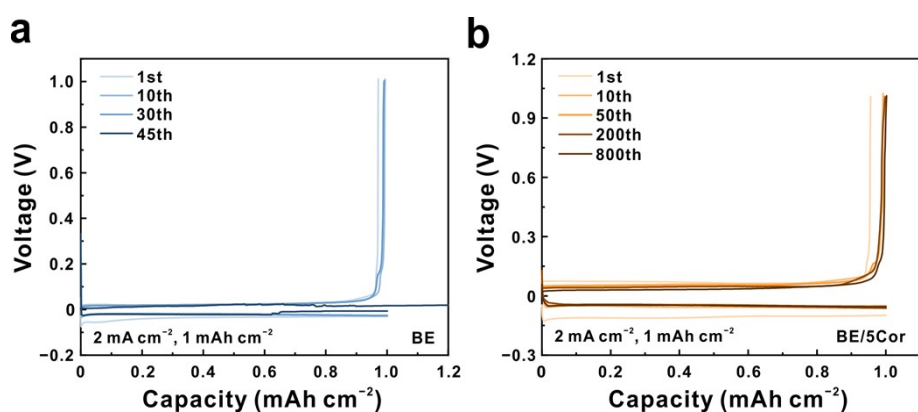 a
1st
10th
30th
45th
Voltage (V)
1.0
0.8
0.6
0.4
0.2
0
−0.2
2 mA cm⁻², 1 mAh cm⁻²
BE
0
0.2
0.4
0.6
0.8
1.0
1.2
Capacity (mAh cm⁻²)
b
1st
10th
50th
200th
800th
Voltage (V)
1.2
0.9
0.6
0.3
0
−0.3
2 mA cm⁻², 1 mAh cm⁻²
BE/5Cor
0
0.2
0.4
0.6
0.8
1.0
Capacity (mAh cm⁻²)